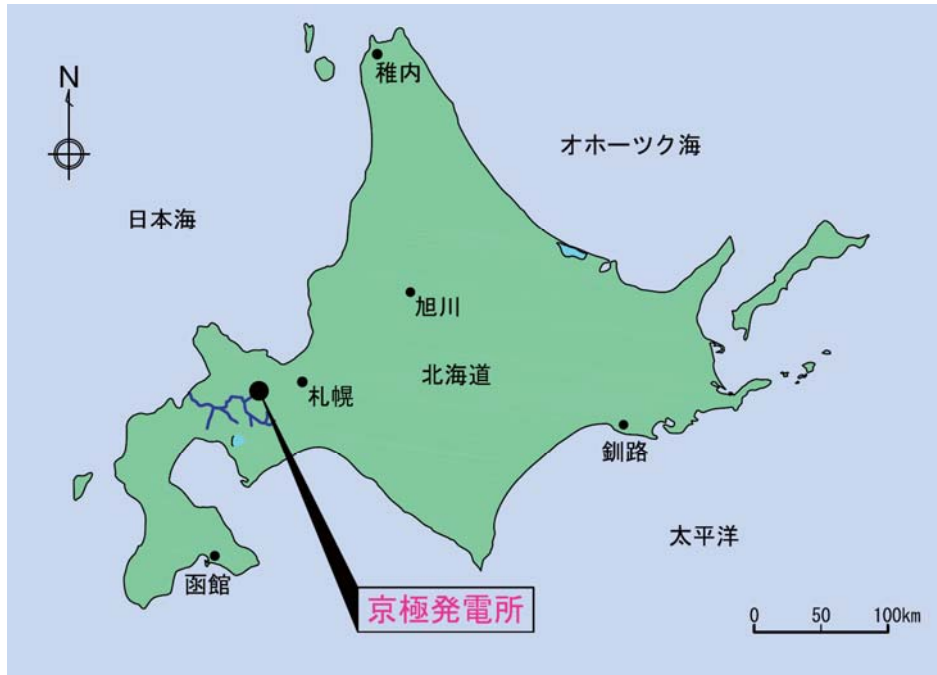 稚内
N
オホーツク海
日本海
旭川
北海道
札幌
釧路
太平洋
函館
京極発電所
0 50 100km